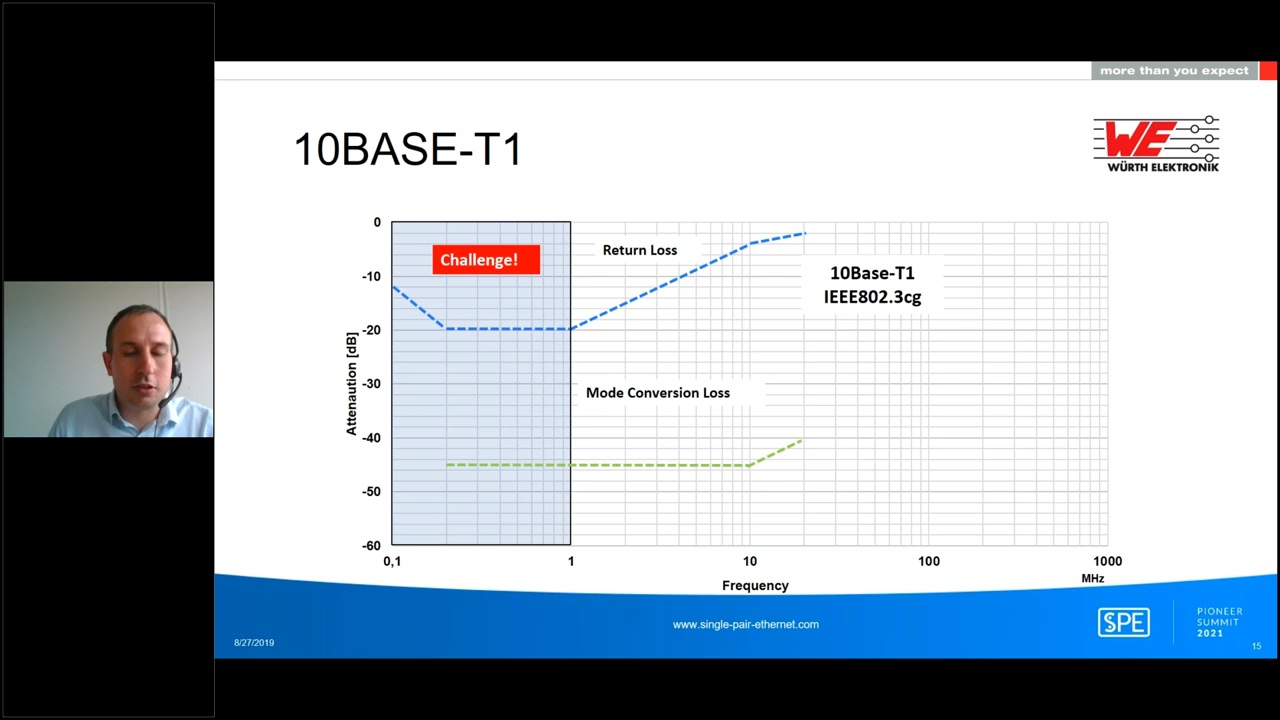 more than you expect
10BASE-T1
WE
WÜRTH ELEKTRONIK
0
-10
-20
-30
-40
-50
-60
Attenaution [dB]
Challenge!
Return Loss
10Base-T1
IEEE802.3cg
Mode Conversion Loss
0,1
1
10
100
1000
MHz
Frequency
www.single-pair-ethernet.com
8/27/2019
SPE
PIONEER
SUMMIT
2021
15